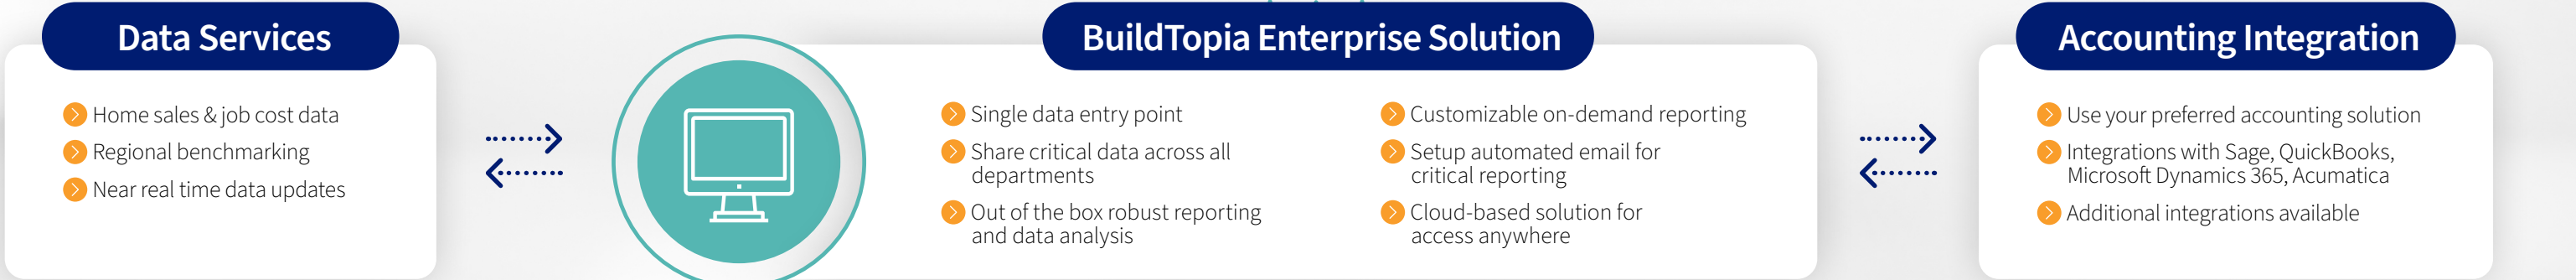 Data Services
Home sales & job cost data
Regional benchmarking
Near real time data updates
BuildTopia Enterprise Solution
Single data entry point
Share critical data across all
departments
Out of the box robust reporting
and data analysis
Customizable on-demand reporting
Setup automated email for
critical reporting
Cloud-based solution for
access anywhere
Accounting Integration
Use your preferred accounting solution
Integrations with Sage, QuickBooks,
Microsoft Dynamics 365, Acumatica
Additional integrations available